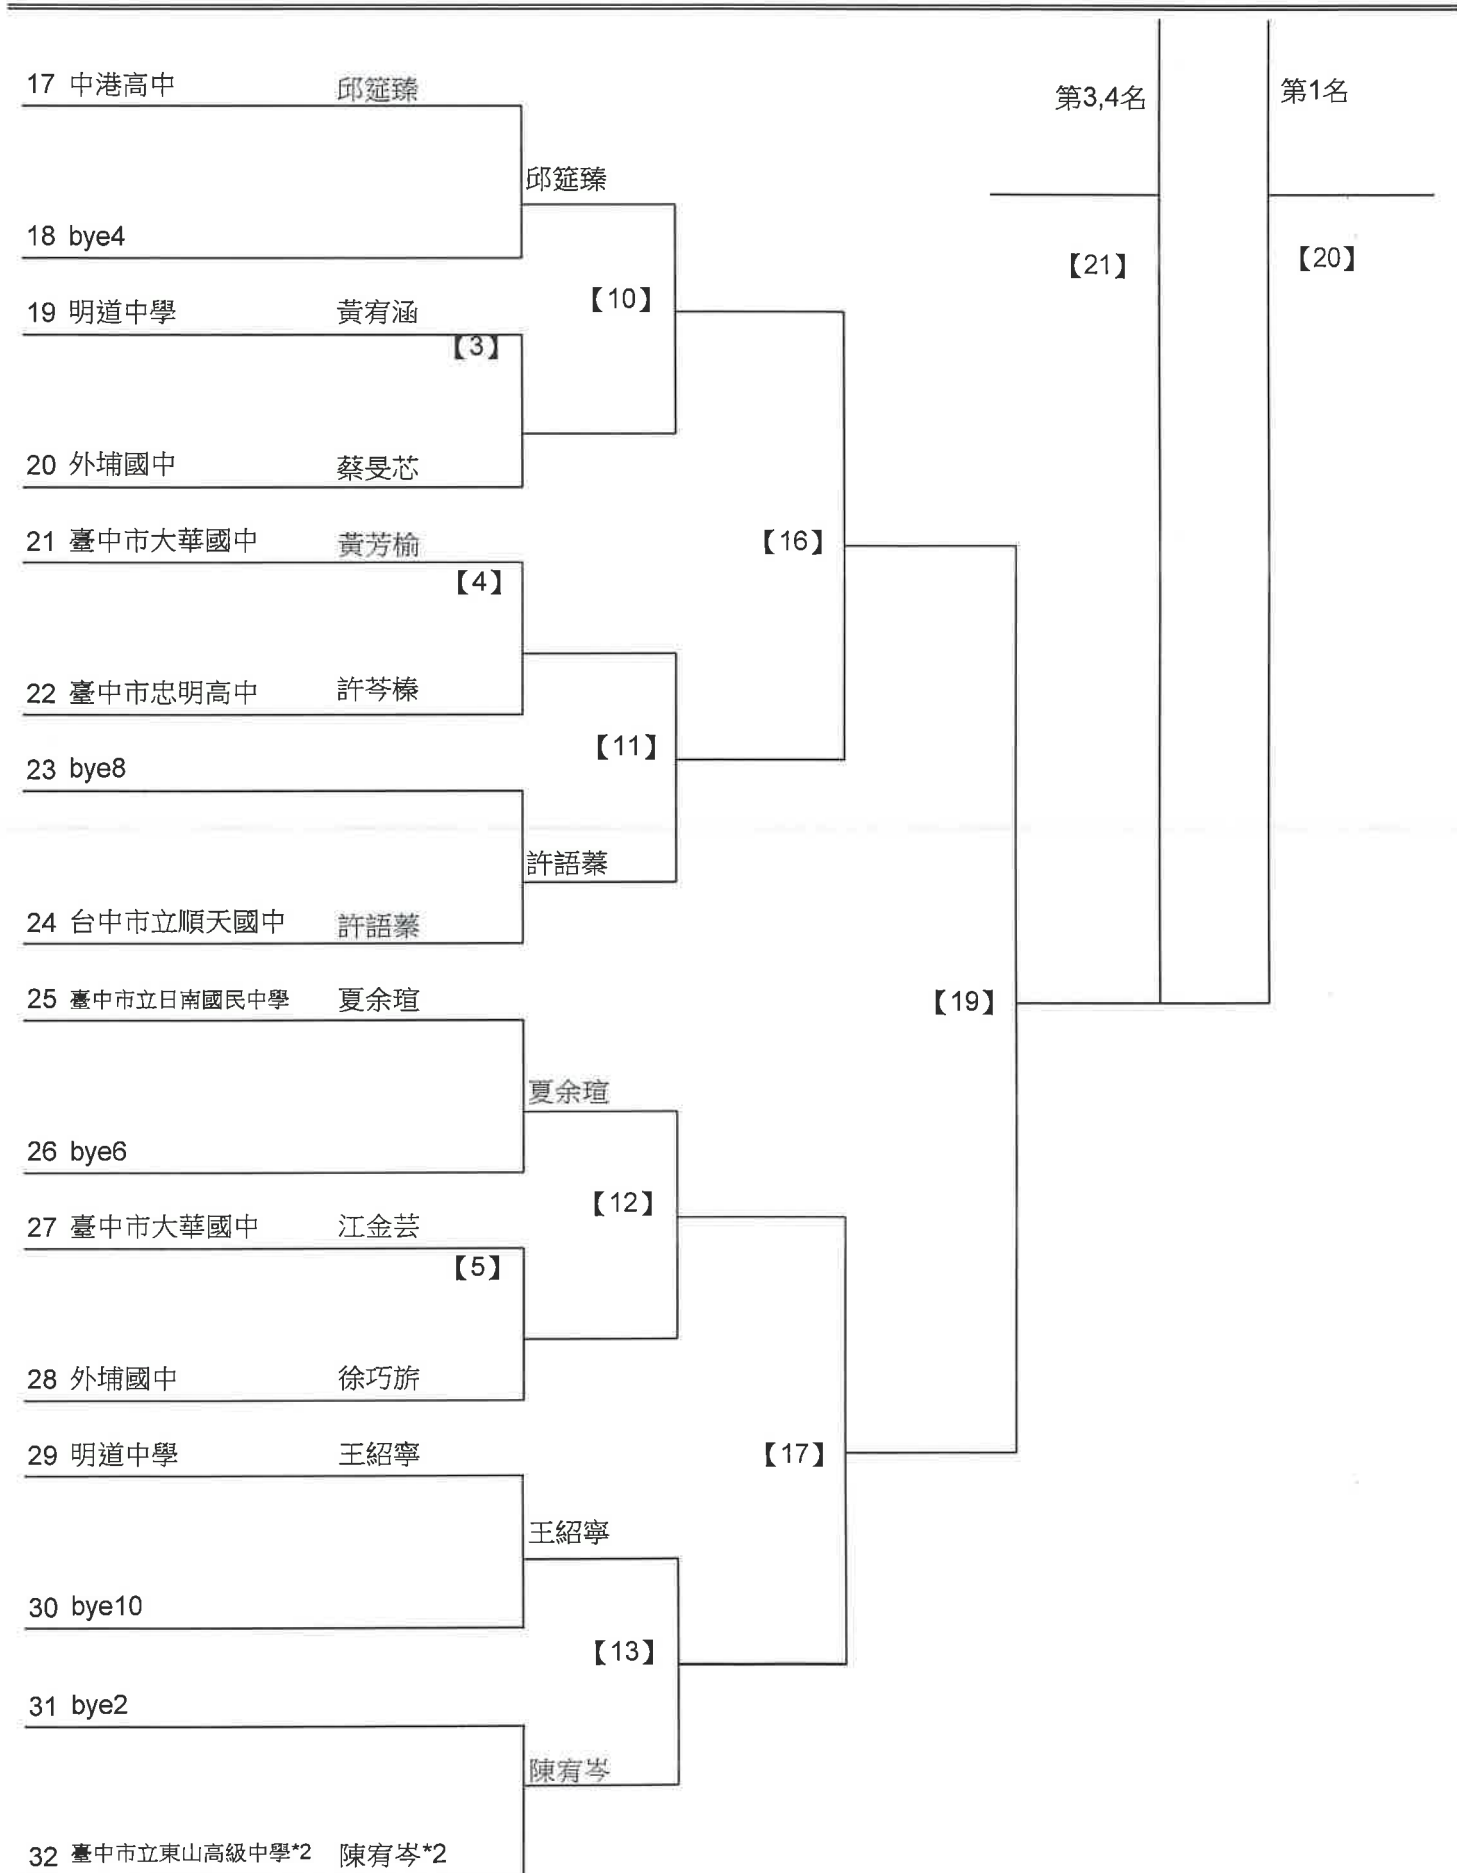 第3,4名
第1名
17 中港高中 邱筵臻
邱筵臻
18 bye4
【21】
【20】
【10】
19 明道中學 黃宥涵
【3】
20 外埔國中 蔡旻芯
21 臺中市大華國中 黃芳榆
【16】
【4】
22 臺中市忠明高中 許芩榛
【11】
23 bye8
許語蓁
24 台中市立順天國中 許語蓁
25 臺中市立日南國民中學 夏余瑄
【19】
夏余瑄
26 bye6
【12】
27 臺中市大華國中 江金芸
【5】
28 外埔國中 徐巧旂
29 明道中學 王紹寧
【17】
王紹寧
30 bye10
【13】
31 bye2
陳宥岑
32 臺中市立東山高級中學*2 陳宥岑*2